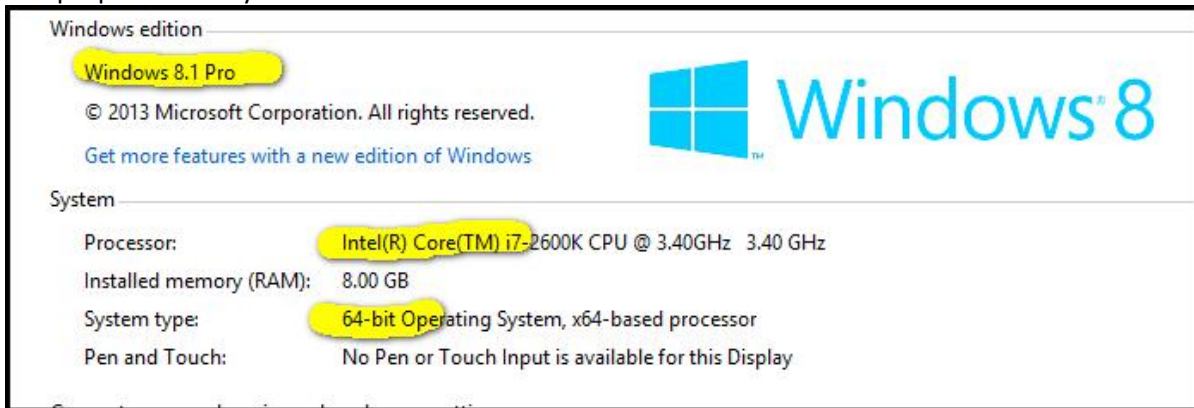 Windows edition
Windows 8.1 Pro
© 2013 Microsoft Corporation. All rights reserved.
Get more features with a new edition of Windows
Windows® 8
TM
System
Processor: Intel(R) Core(TM) i7-2600K CPU @ 3.40GHz 3.40 GHz
Installed memory (RAM): 8.00 GB
System type: 64-bit Operating System, x64-based processor
Pen and Touch: No Pen or Touch Input is available for this Display